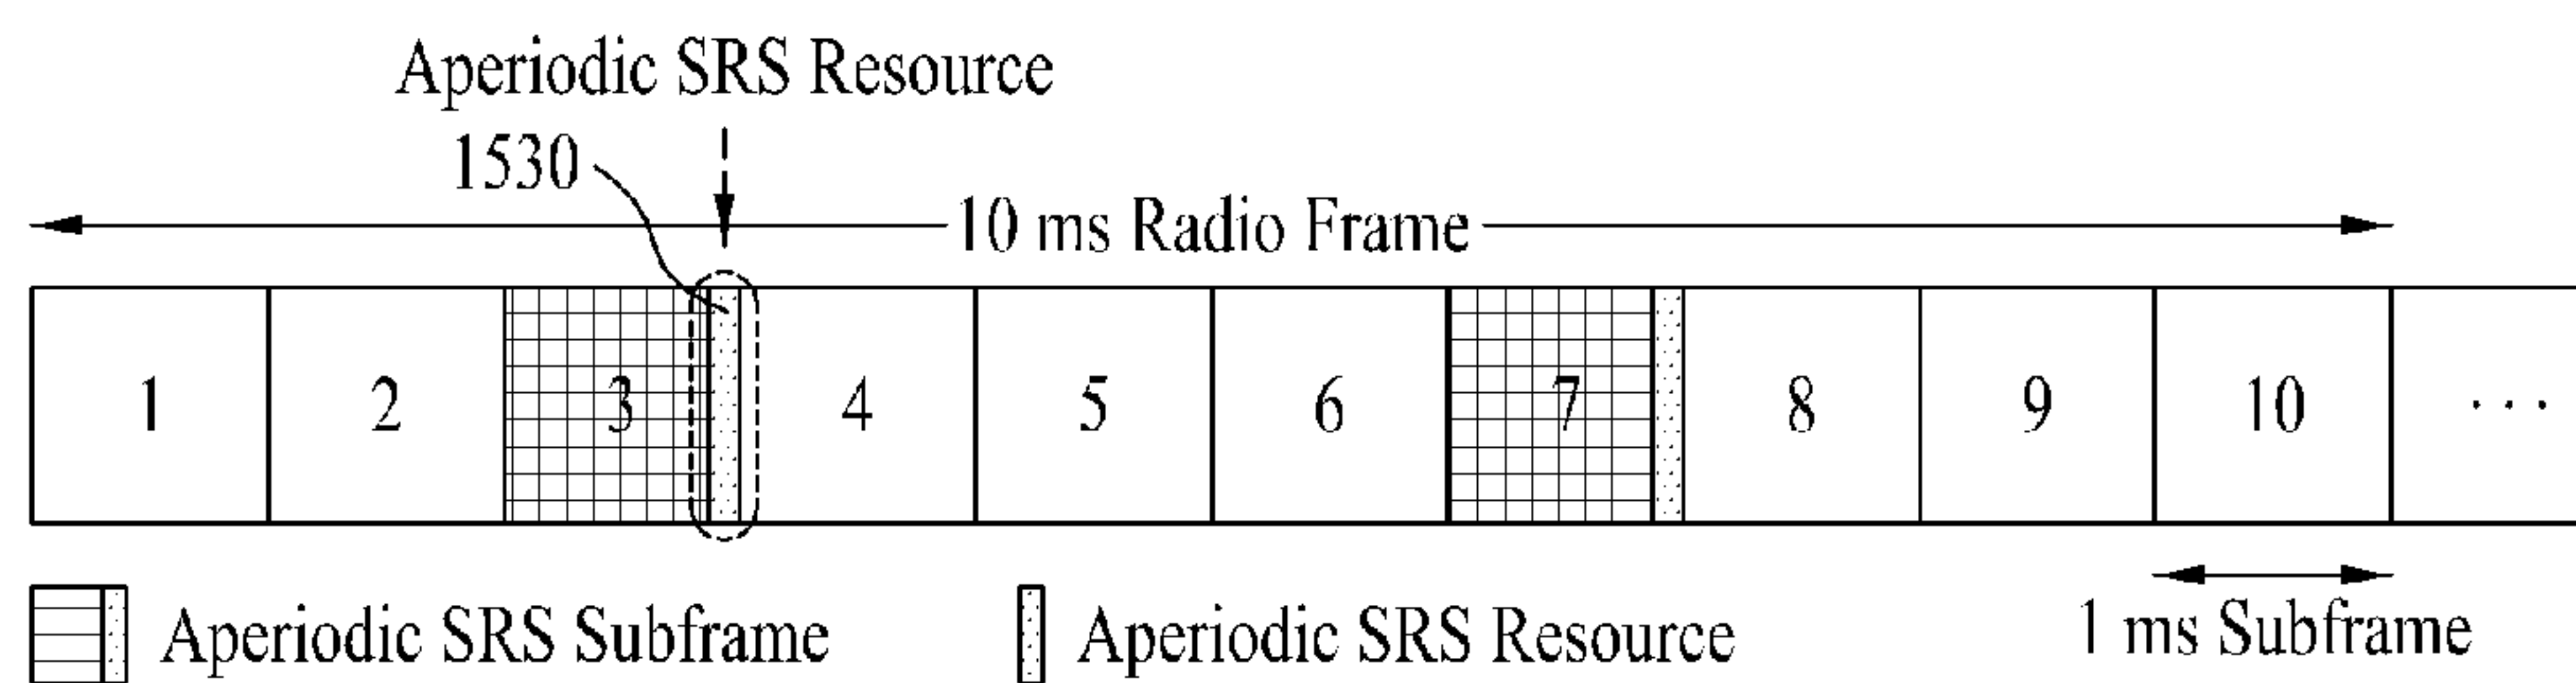 Aperiodic SRS Resource
1530
10 ms Radio Frame
1 2 3 4 5 6 7 8 9 10 ...
Aperiodic SRS Subframe Aperiodic SRS Resource 1 ms Subframe